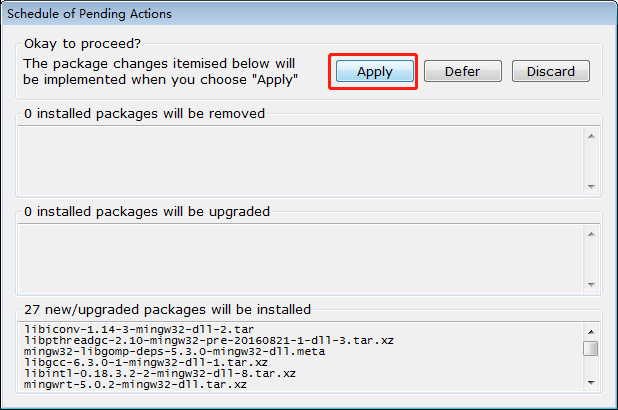 Schedule of Pending Actions
Okay to proceed?
The package changes itemised below will
be implemented when you choose "Apply"
Apply
Defer
Discard
0 installed packages will be removed
0 installed packages will be upgraded
27 new/upgraded packages will be installed
libiconv-1.14-3-mingw32-dll-2.tar
libpthreadgc-2.10-mingw32-pre-20160821-1-dll-3.tar.xz
mingw32-libgomp-deps-5.3.0-mingw32-dll.meta
libgcc-6.3.0-1-mingw32-dll-1.tar.xz
libintl-0.18.3.2-2-mingw32-dll-8.tar.xz
mingwrt-5.0.2-mingw32-dll.tar.xz